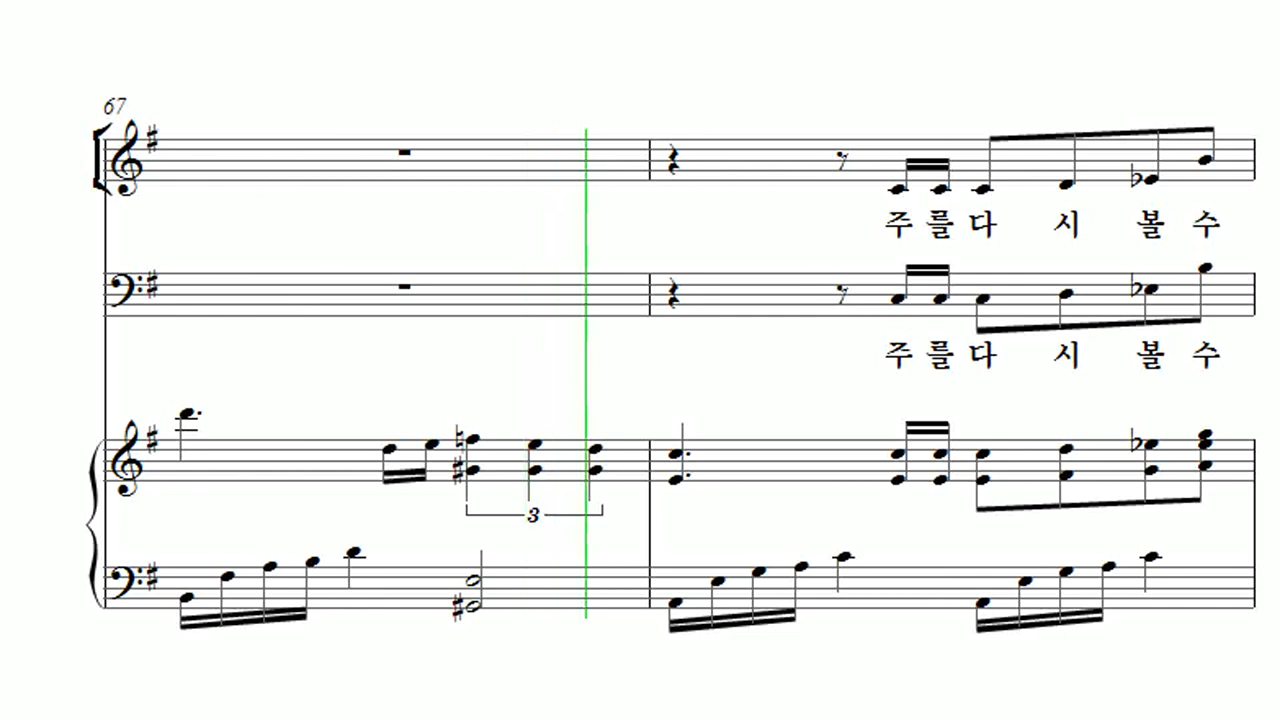 67
주 를 다 시 볼 수
주 를 다 시 볼 수
3